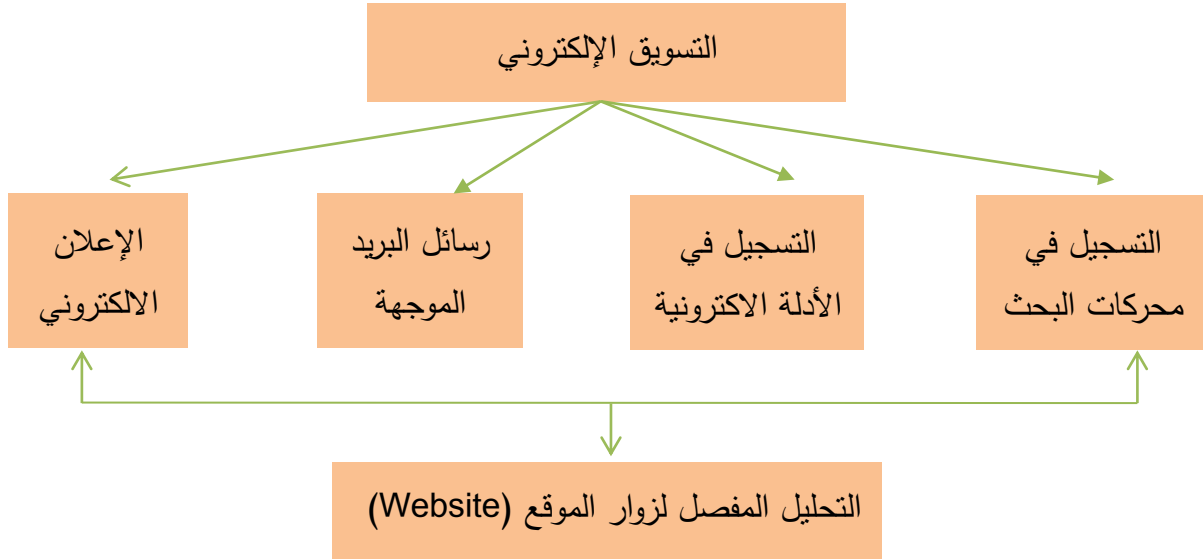 التسويق الإلكتروني
التسجيل في
محركات البحث
التسجيل في
الأدلة الاكترونية
رسائل البريد
الموجهة
الإعلان
الالكتروني
التحليل المفصل لزوار الموقع (Website)